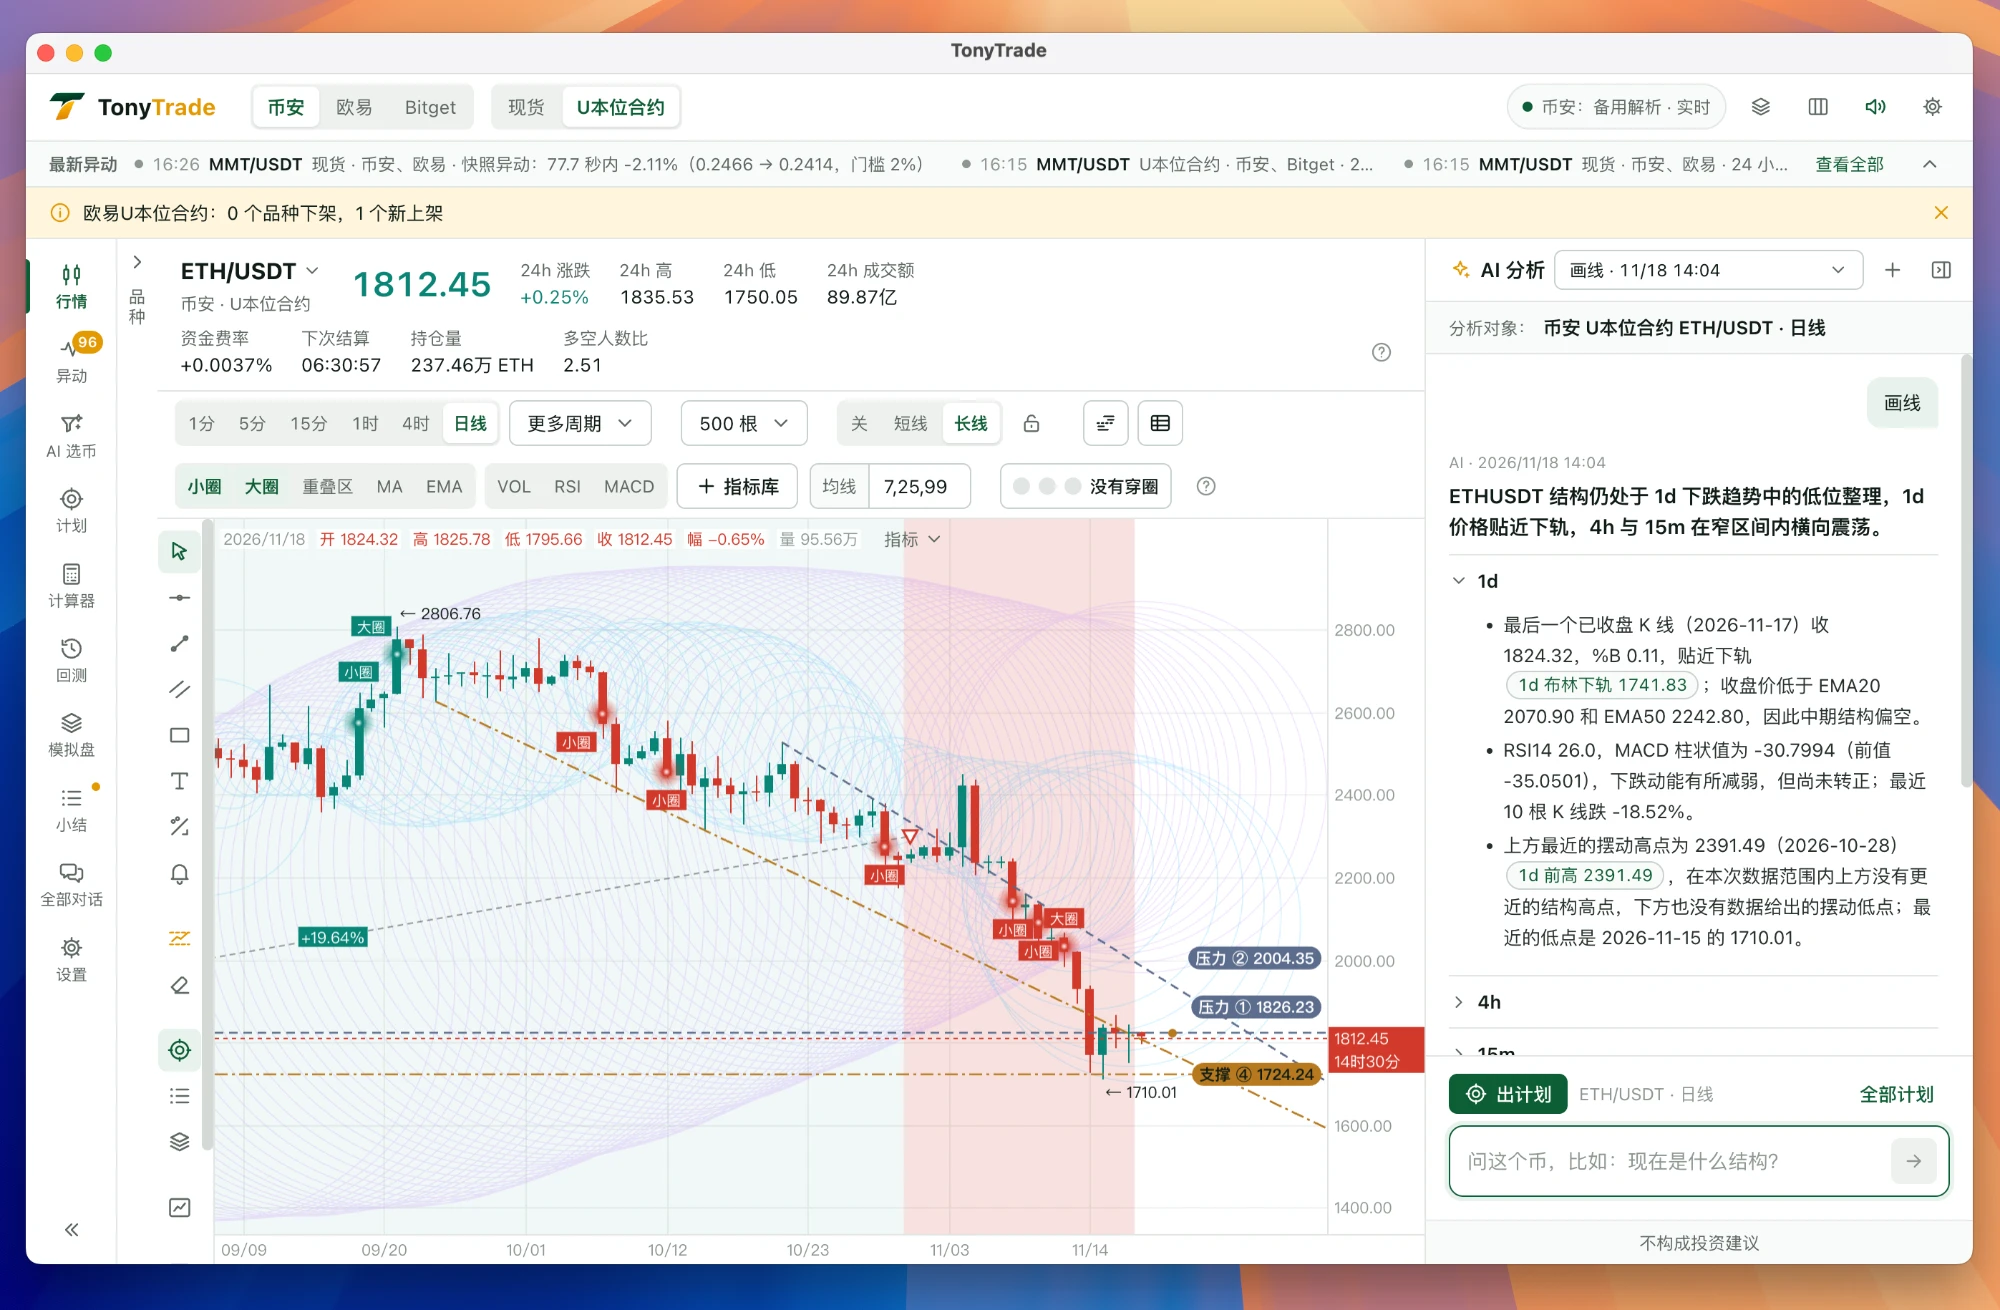 TonyTrade
TonyTrade 币安 欧易 Bitget 现货 U本位合约 币安：备用解析 · 实时
最新异动 16:26 MMT/USDT 现货 · 币安、欧易 · 快照异动：77.7 秒内 -2.11%（0.2466 → 0.2414，门槛 2%） 16:15 MMT/USDT U本位合约 · 币安、Bitget · 2... 16:15 MMT/USDT 现货 · 币安、欧易 · 24 小... 查看全部
欧易U本位合约：0 个品种下架，1 个新上架
行情
96
异动
AI 选币
计划
计算器
回测
模拟盘
小结
全部对话
设置
品种
ETH/USDT
币安 · U本位合约
1812.45
24h 涨跌 24h 高 24h 低 24h 成交额
+0.25% 1835.53 1750.05 89.87亿
资金费率 下次结算 持仓量 多空人数比
+0.0037% 06:30:57 237.46万 ETH 2.51
1分 5分 15分 1时 4时 日线 更多周期 500 根 关 短线 长线
小圈 大圈 重叠区 MA EMA VOL RSI MACD 指标库 均线 7,25,99 没有穿圈
2026/11/18 开 1824.32 高 1825.78 低 1795.66 收 1812.45 幅 −0.65% 量 95.56万 指标
← 2806.76
大圈
小圈
小圈
小圈
小圈
小圈
大圈
小圈
+19.64%
压力 ② 2004.35
压力 ① 1826.23
支撑 ④ 1724.24
← 1710.01
2800.00
2600.00
2400.00
2200.00
2000.00
1812.45
14时30分
1600.00
1400.00
09/09 09/20 10/01 10/12 10/23 11/03 11/14
AI 分析 画线 · 11/18 14:04
分析对象： 币安 U本位合约 ETH/USDT · 日线
画线
AI · 2026/11/18 14:04
ETHUSDT 结构仍处于 1d 下跌趋势中的低位整理，1d
价格贴近下轨，4h 与 15m 在窄区间内横向震荡。
1d
• 最后一个已收盘 K 线（2026-11-17）收
1824.32，%B 0.11，贴近下轨
1d 布林下轨 1741.83 ；收盘价低于 EMA20
2070.90 和 EMA50 2242.80，因此中期结构偏空。
• RSI14 26.0，MACD 柱状值为 -30.7994（前值
-35.0501），下跌动能有所减弱，但尚未转正；最近
10 根 K 线跌 -18.52%。
• 上方最近的摆动高点为 2391.49（2026-10-28）
1d 前高 2391.49 ，在本次数据范围内上方没有更
近的结构高点，下方也没有数据给出的摆动低点；最
近的低点是 2026-11-15 的 1710.01。
4h
15m
出计划 ETH/USDT · 日线 全部计划
问这个币，比如：现在是什么结构？
不构成投资建议